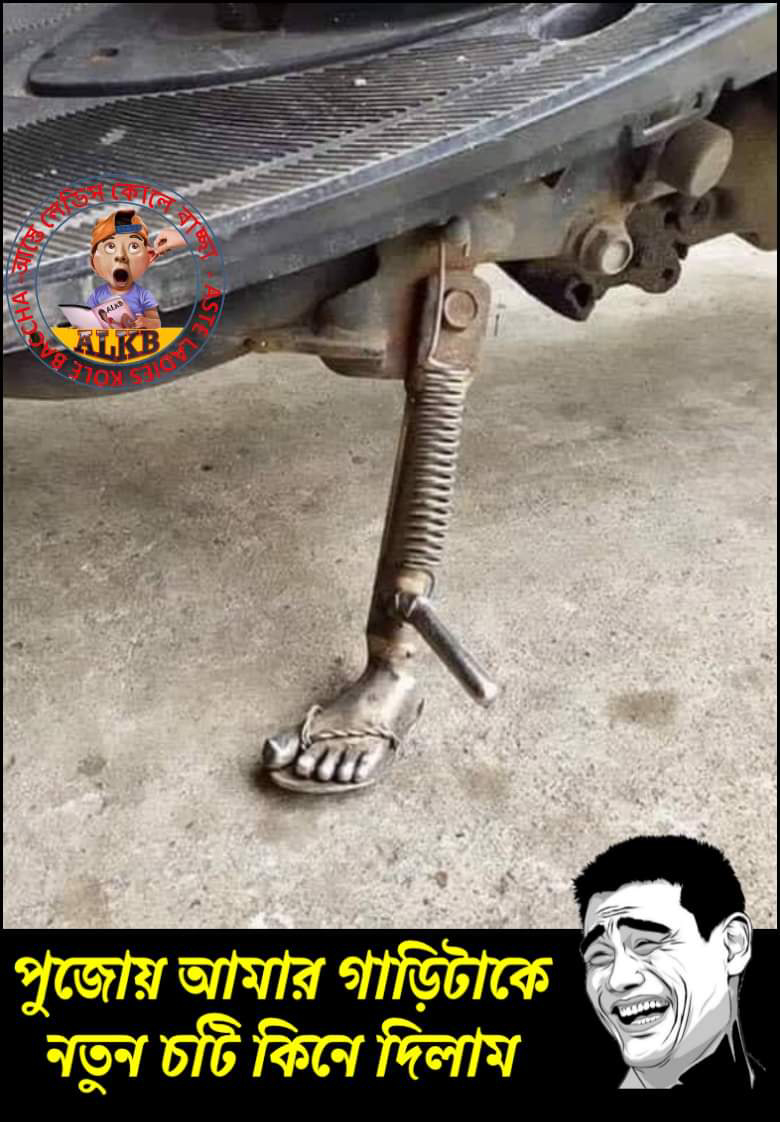 আস্তে লেডিস কোলে বাচ্চা • ASTE LADIES KOLE BACCHA •
ALKB
ALKB
পুজোয় আমার গাড়িটাকে
নতুন চটি কিনে দিলাম